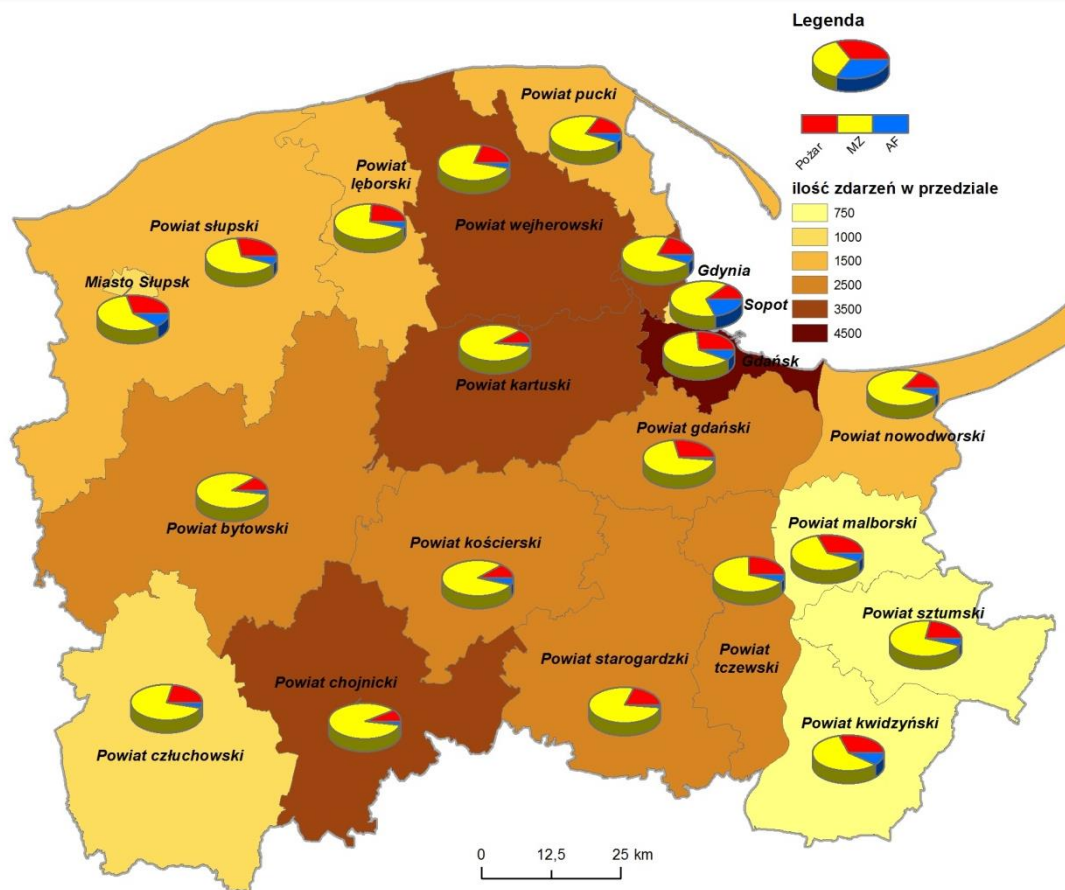 Legenda
Pożar
MZ
AF
ilość zdarzeń w przedziale
750
1000
1500
2500
3500
4500
Powiat pucki
Powiat
lęborski
Powiat wejherowski
Powiat słupski
Miasto Słupsk
Gdynia
Sopot
Gdańsk
Powiat kartuski
Powiat gdański
Powiat nowodworski
Powiat bytowski
Powiat kościerski
Powiat malborski
Powiat sztumski
Powiat starogardzki
Powiat
tczewski
Powiat chojnicki
Powiat kwidzyński
Powiat człuchowski
0 12,5 25 km